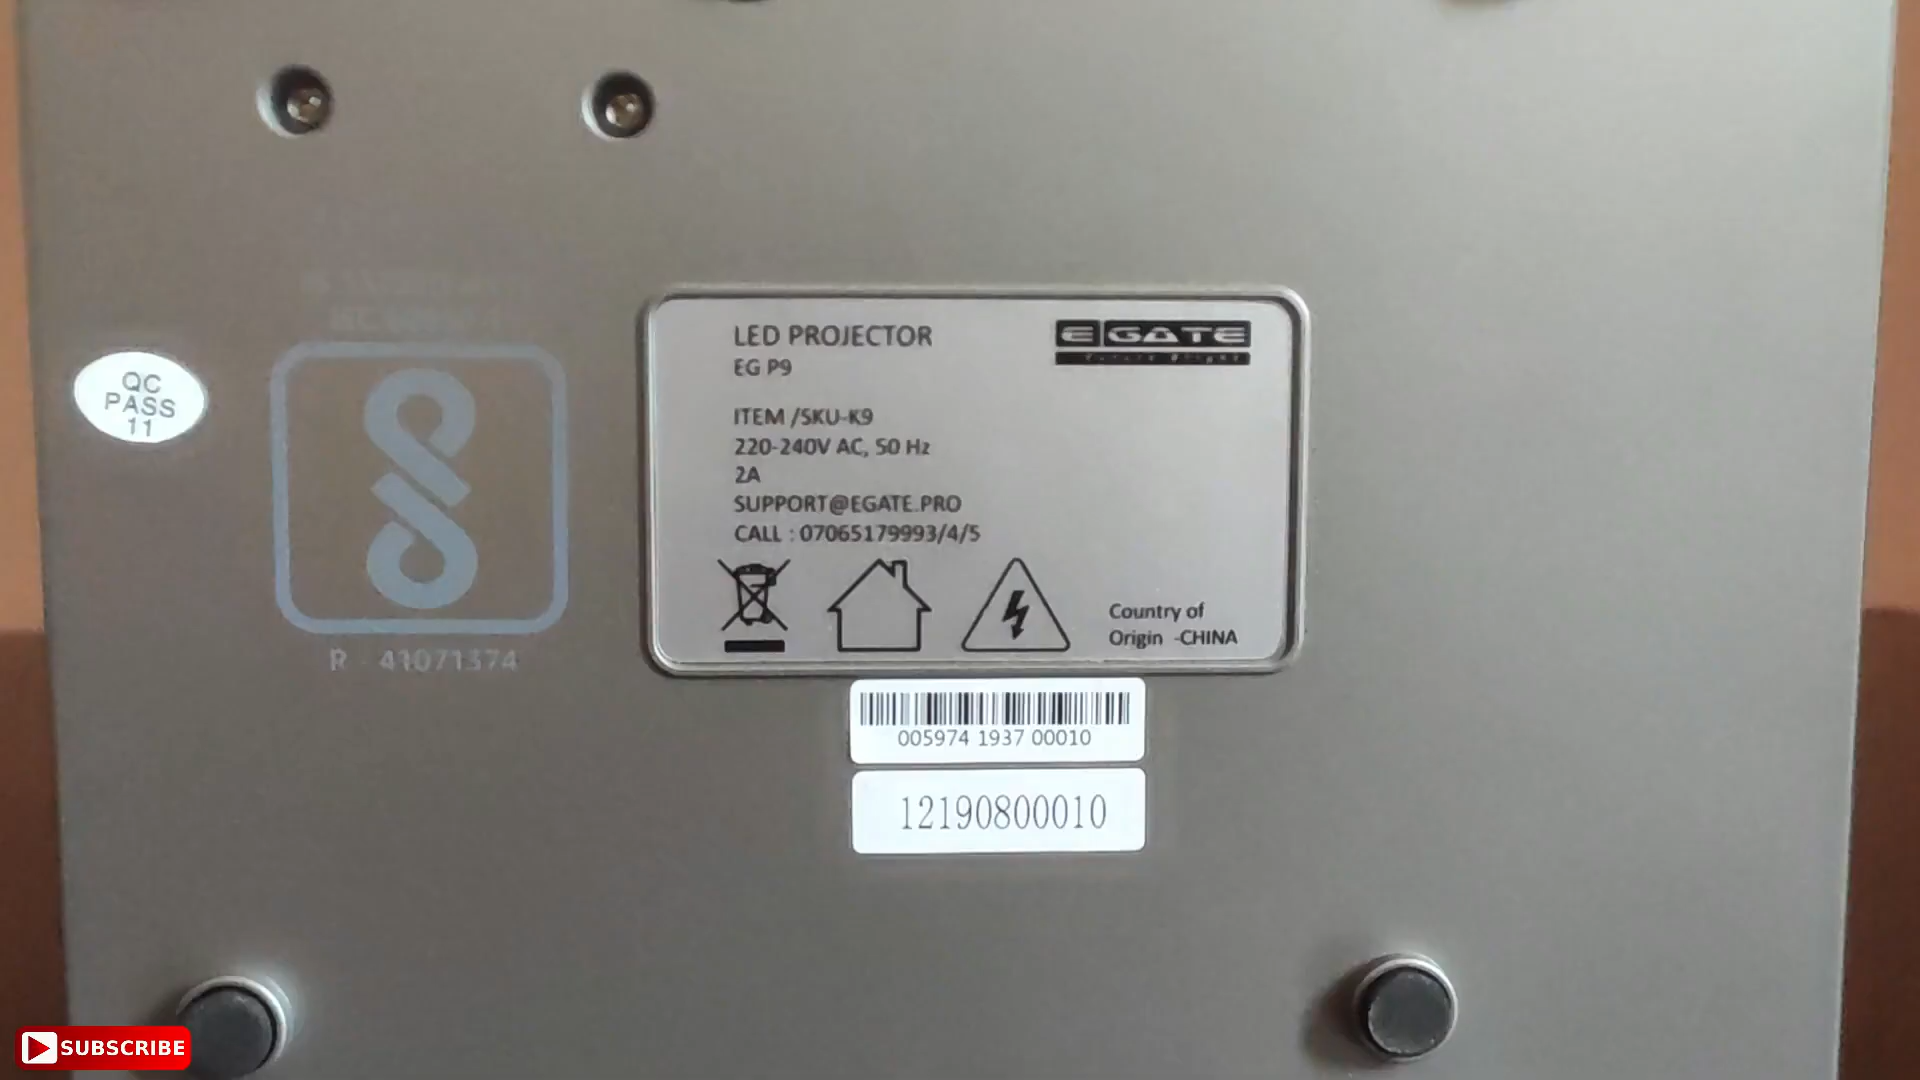 QC
PASS
11
R - 41071374
LED PROJECTOR
EG P9
E GATE
ITEM /SKU-K9
220-240V AC, 50 Hz
2A
SUPPORT@EGATE.PRO
CALL : 07065179993/4/5
Country of
Origin -CHINA
005974 1937 00010
12190800010
SUBSCRIBE